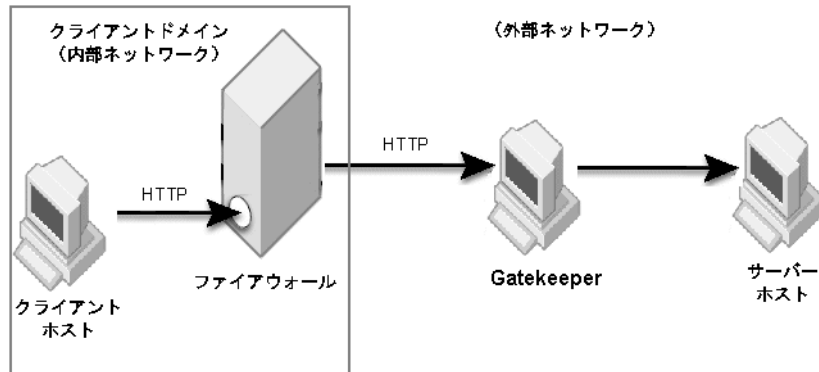 クライアントドメイン
(内部ネットワーク)
(外部ネットワーク)
HTTP
HTTP
ファイアウォール
クライアント
ホスト
Gatekeeper
サーバー
ホスト